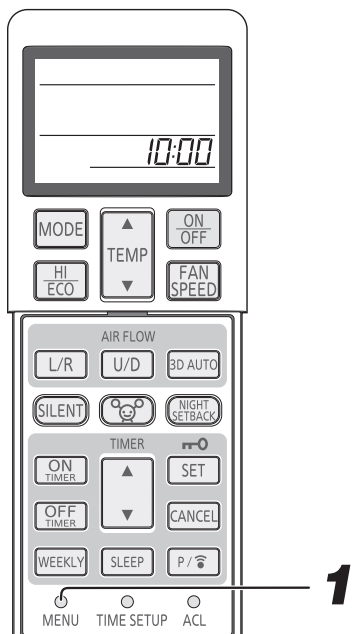 10:00
MODE
TEMP
ON
OFF
HI
ECO
FAN
SPEED
AIR FLOW
L/R
U/D
3D AUTO
SILENT
NIGHT
SETBACK
TIMER
ON
TIMER
SET
OFF
TIMER
CANCEL
WEEKLY
SLEEP
P/
1
MENU
TIME SETUP
ACL